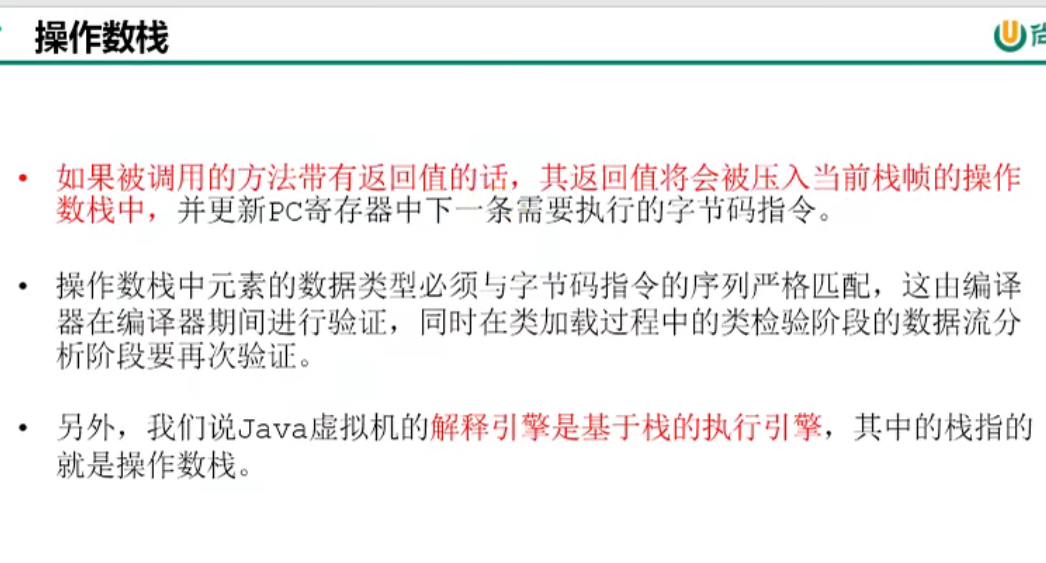 操作数栈
• 如果被调用的方法带有返回值的话，其返回值将会被压入当前栈帧的操作
数栈中，并更新PC寄存器中下一条需要执行的字节码指令。
• 操作数栈中元素的数据类型必须与字节码指令的序列严格匹配，这由编译
器在编译器期间进行验证，同时在类加载过程中的类检验阶段的数据流分
析阶段要再次验证。
• 另外，我们说Java虚拟机的解释引擎是基于栈的执行引擎，其中的栈指的
就是操作数栈。